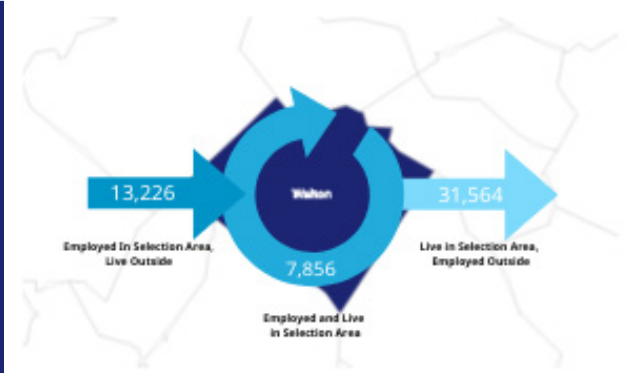 13,226
Employed In Selection Area,
Live Outside
Walton
7,856
Employed and Live
in Selection Area
31,564
Live in Selection Area,
Employed Outside